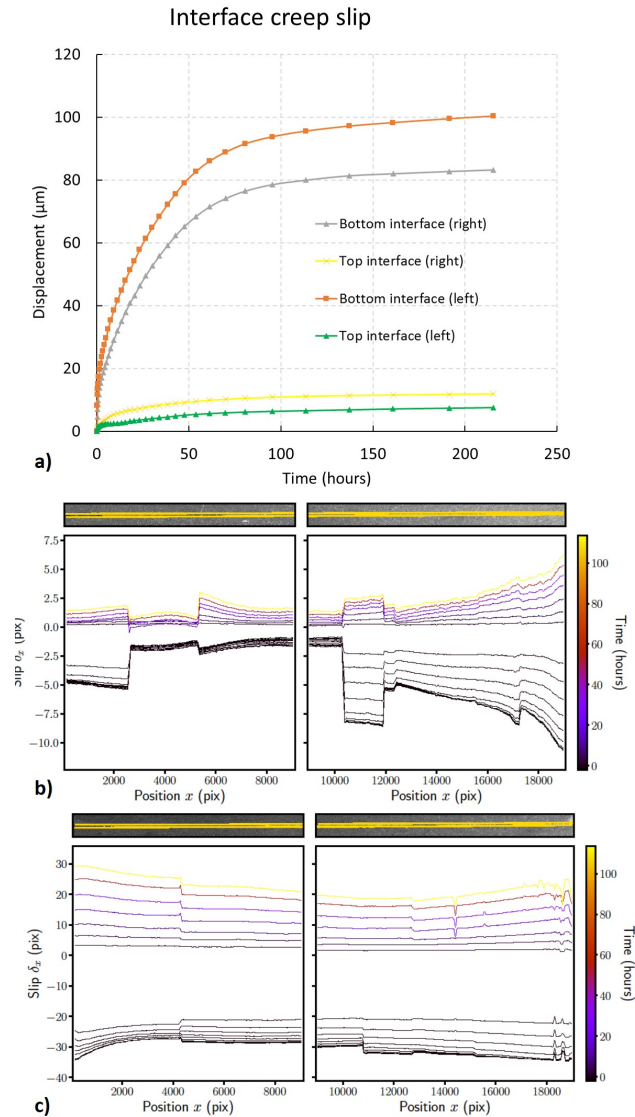 Interface creep slip
120
100
80
60
40
20
0
Displacement (µm)
Bottom interface (right)
Top interface (right)
Bottom interface (left)
Top interface (left)
0 50 100 150 200 250
Time (hours)
a)
7.5
5.0
2.5
0.0
−2.5
−5.0
−7.5
−10.0
(pix)
2000 4000 6000 8000
Position x (pix)
10000 12000 14000 16000 18000
Position x (pix)
100
80
60
40
20
0
Time (hours)
b)
30
20
10
0
−10
−20
−30
−40
Slip δx (pix)
2000 4000 6000 8000
Position x (pix)
10000 12000 14000 16000 18000
Position x (pix)
100
80
60
40
20
0
Time (hours)
c)